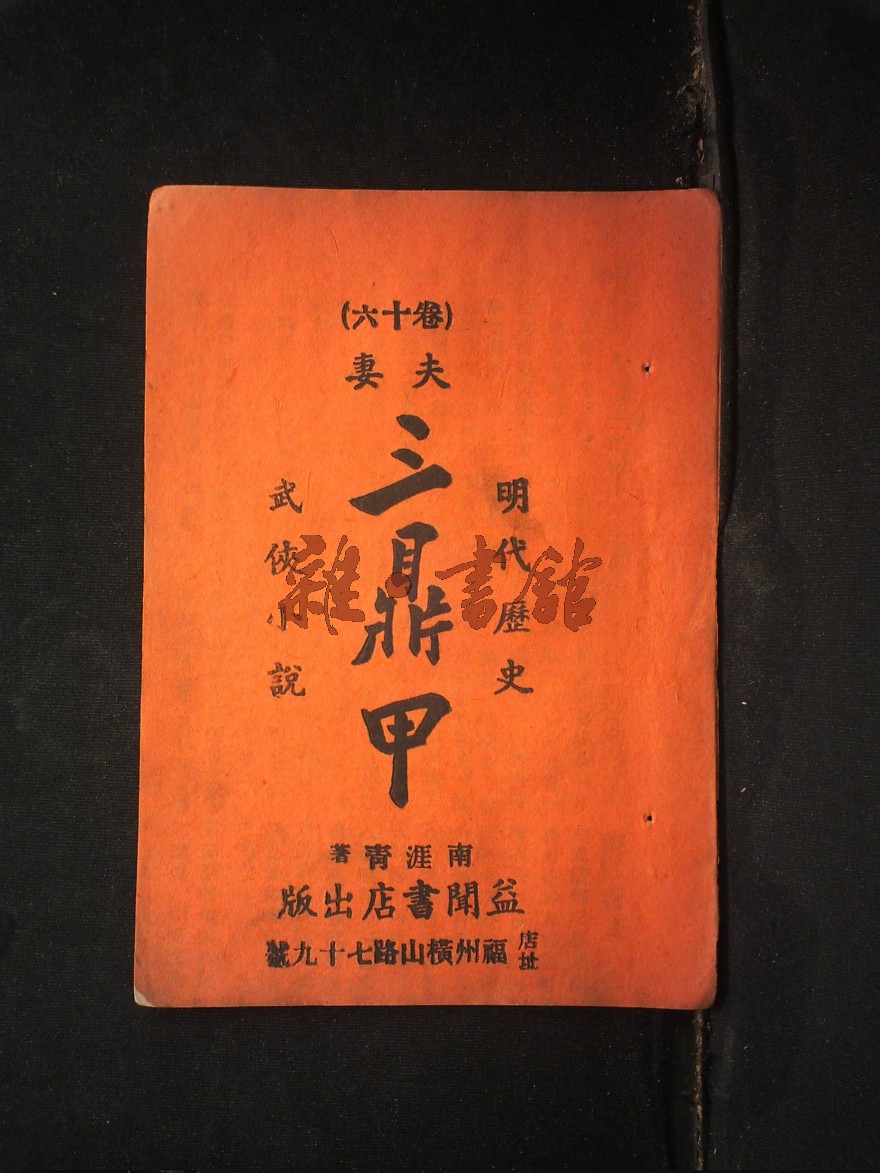 (卷十六)
夫妻
三鼎甲
明代歷史
武俠小說
南涯青著
益聞書店出版
店址
福州橫山路七十九號
雜·書館